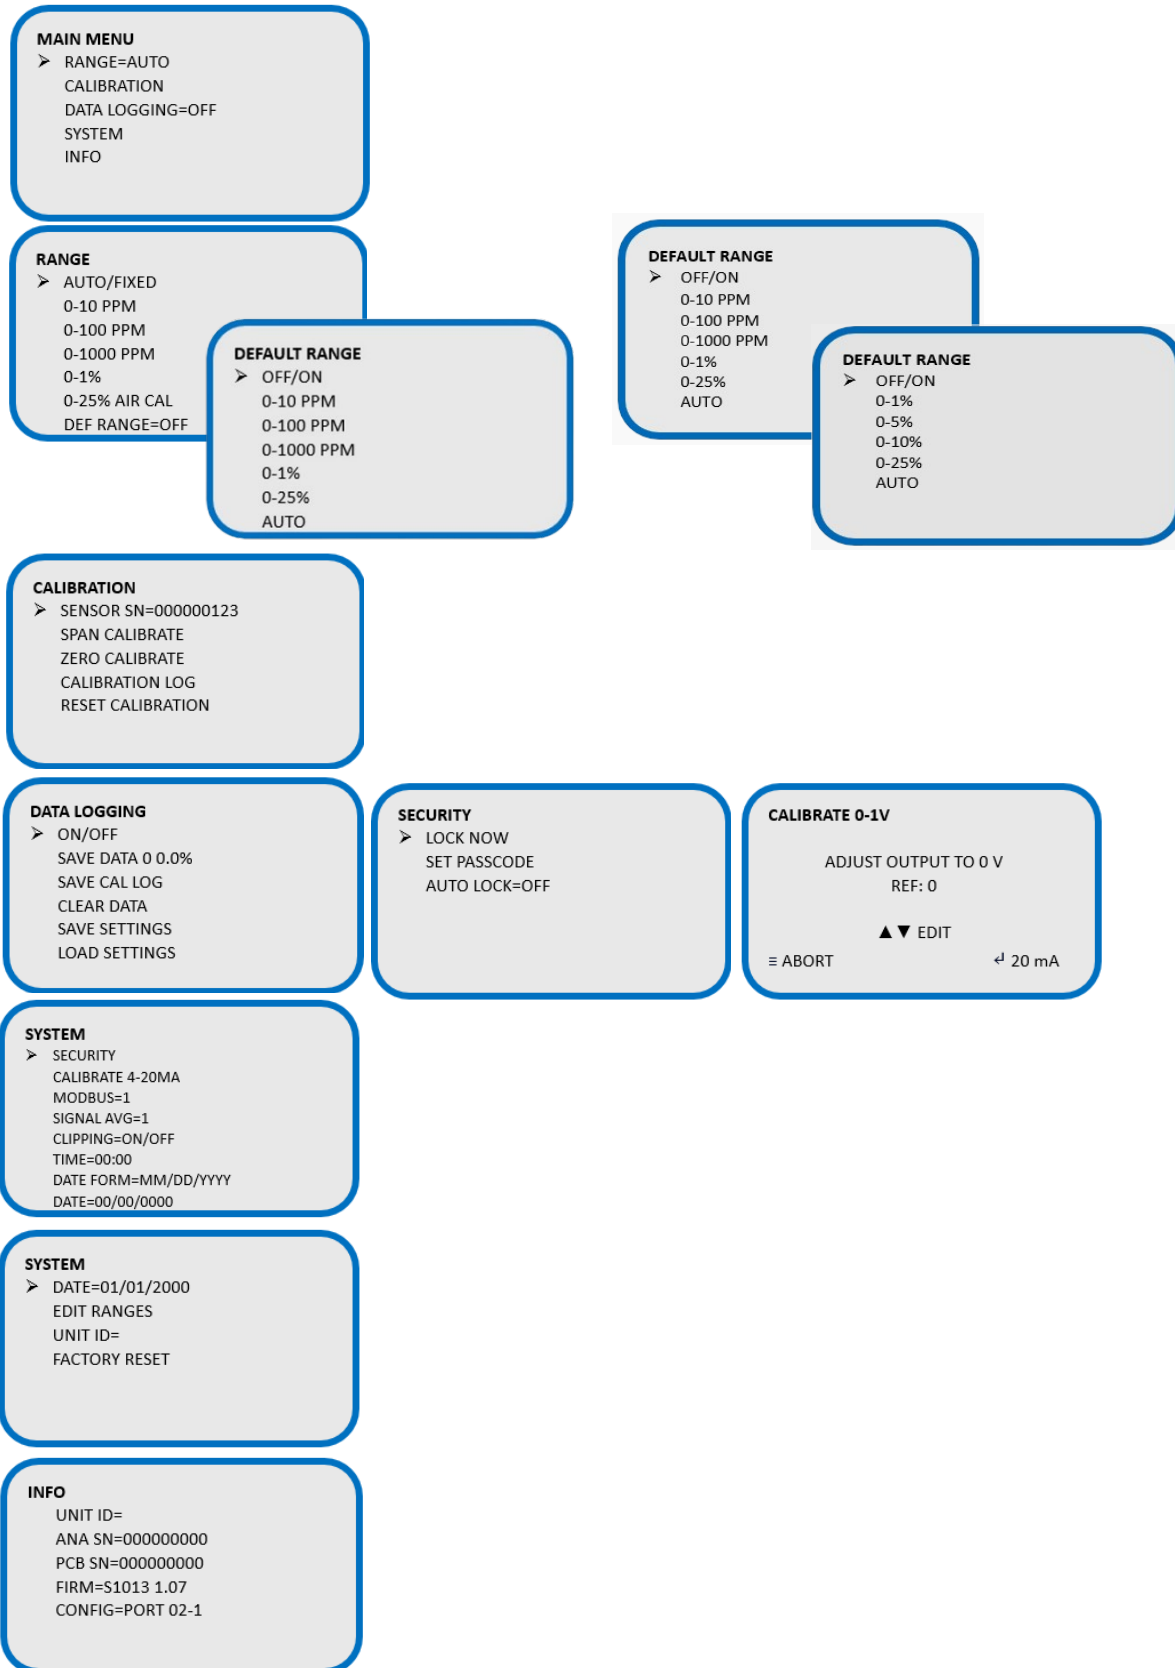 MAIN MENU
➢ RANGE=AUTO
CALIBRATION
DATA LOGGING=OFF
SYSTEM
INFO
RANGE
➢ AUTO/FIXED
0-10 PPM
0-100 PPM
0-1000 PPM
0-1%
0-25% AIR CAL
DEF RANGE=OFF
DEFAULT RANGE
➢ OFF/ON
0-10 PPM
0-100 PPM
0-1000 PPM
0-1%
0-25%
AUTO
DEFAULT RANGE
➢ OFF/ON
0-10 PPM
0-100 PPM
0-1000 PPM
0-1%
0-25%
AUTO
DEFAULT RANGE
➢ OFF/ON
0-1%
0-5%
0-10%
0-25%
AUTO
CALIBRATION
➢ SENSOR SN=000000123
SPAN CALIBRATE
ZERO CALIBRATE
CALIBRATION LOG
RESET CALIBRATION
DATA LOGGING
➢ ON/OFF
SAVE DATA 0 0.0%
SAVE CAL LOG
CLEAR DATA
SAVE SETTINGS
LOAD SETTINGS
SECURITY
➢ LOCK NOW
SET PASSCODE
AUTO LOCK=OFF
CALIBRATE 0-1V
ADJUST OUTPUT TO 0 V
REF: 0
▲▼ EDIT
≡ ABORT ↵ 20 mA
SYSTEM
➢ SECURITY
CALIBRATE 4-20MA
MODBUS=1
SIGNAL AVG=1
CLIPPING=ON/OFF
TIME=00:00
DATE FORM=MM/DD/YYYY
DATE=00/00/0000
SYSTEM
➢ DATE=01/01/2000
EDIT RANGES
UNIT ID=
FACTORY RESET
INFO
UNIT ID=
ANA SN=000000000
PCB SN=000000000
FIRM=S1013 1.07
CONFIG=PORT 02-1